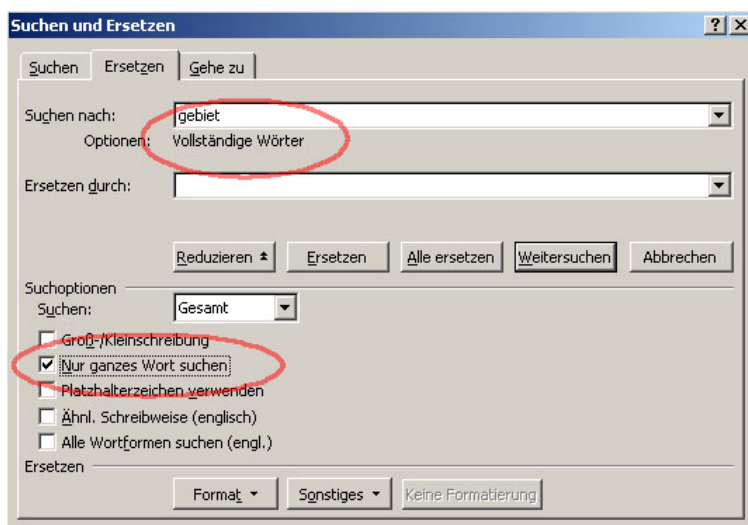 Suchen und Ersetzen
Suchen Ersetzen Gehe zu
Suchen nach: gebiet
Optionen: Vollständige Wörter
Ersetzen durch:
Reduzieren Ersetzen Alle ersetzen Weitersuchen Abbrechen
Suchoptionen
Suchen: Gesamt
Groß-/Kleinschreibung
Nur ganzes Wort suchen
Platzhalterzeichen verwenden
Ähnl. Schreibweise (englisch)
Alle Wortformen suchen (engl.)
Ersetzen
Format Sonstiges Keine Formatierung